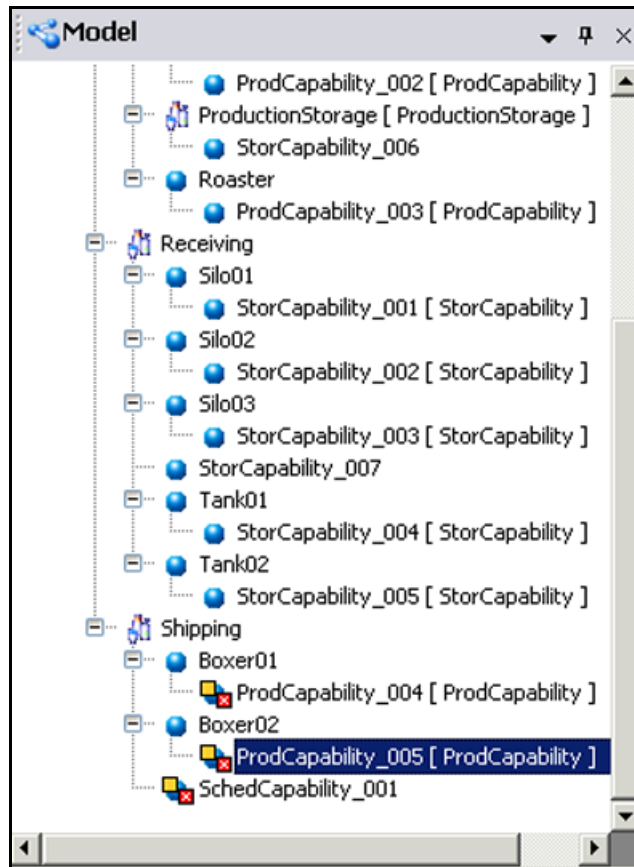 Model
ProdCapability_002 [ ProdCapability ]
ProductionStorage [ ProductionStorage ]
StorCapability_006
Roaster
ProdCapability_003 [ ProdCapability ]
Receiving
Silo01
StorCapability_001 [ StorCapability ]
Silo02
StorCapability_002 [ StorCapability ]
Silo03
StorCapability_003 [ StorCapability ]
StorCapability_007
Tank01
StorCapability_004 [ StorCapability ]
Tank02
StorCapability_005 [ StorCapability ]
Shipping
Boxer01
ProdCapability_004 [ ProdCapability ]
Boxer02
ProdCapability_005 [ ProdCapability ]
SchedCapability_001